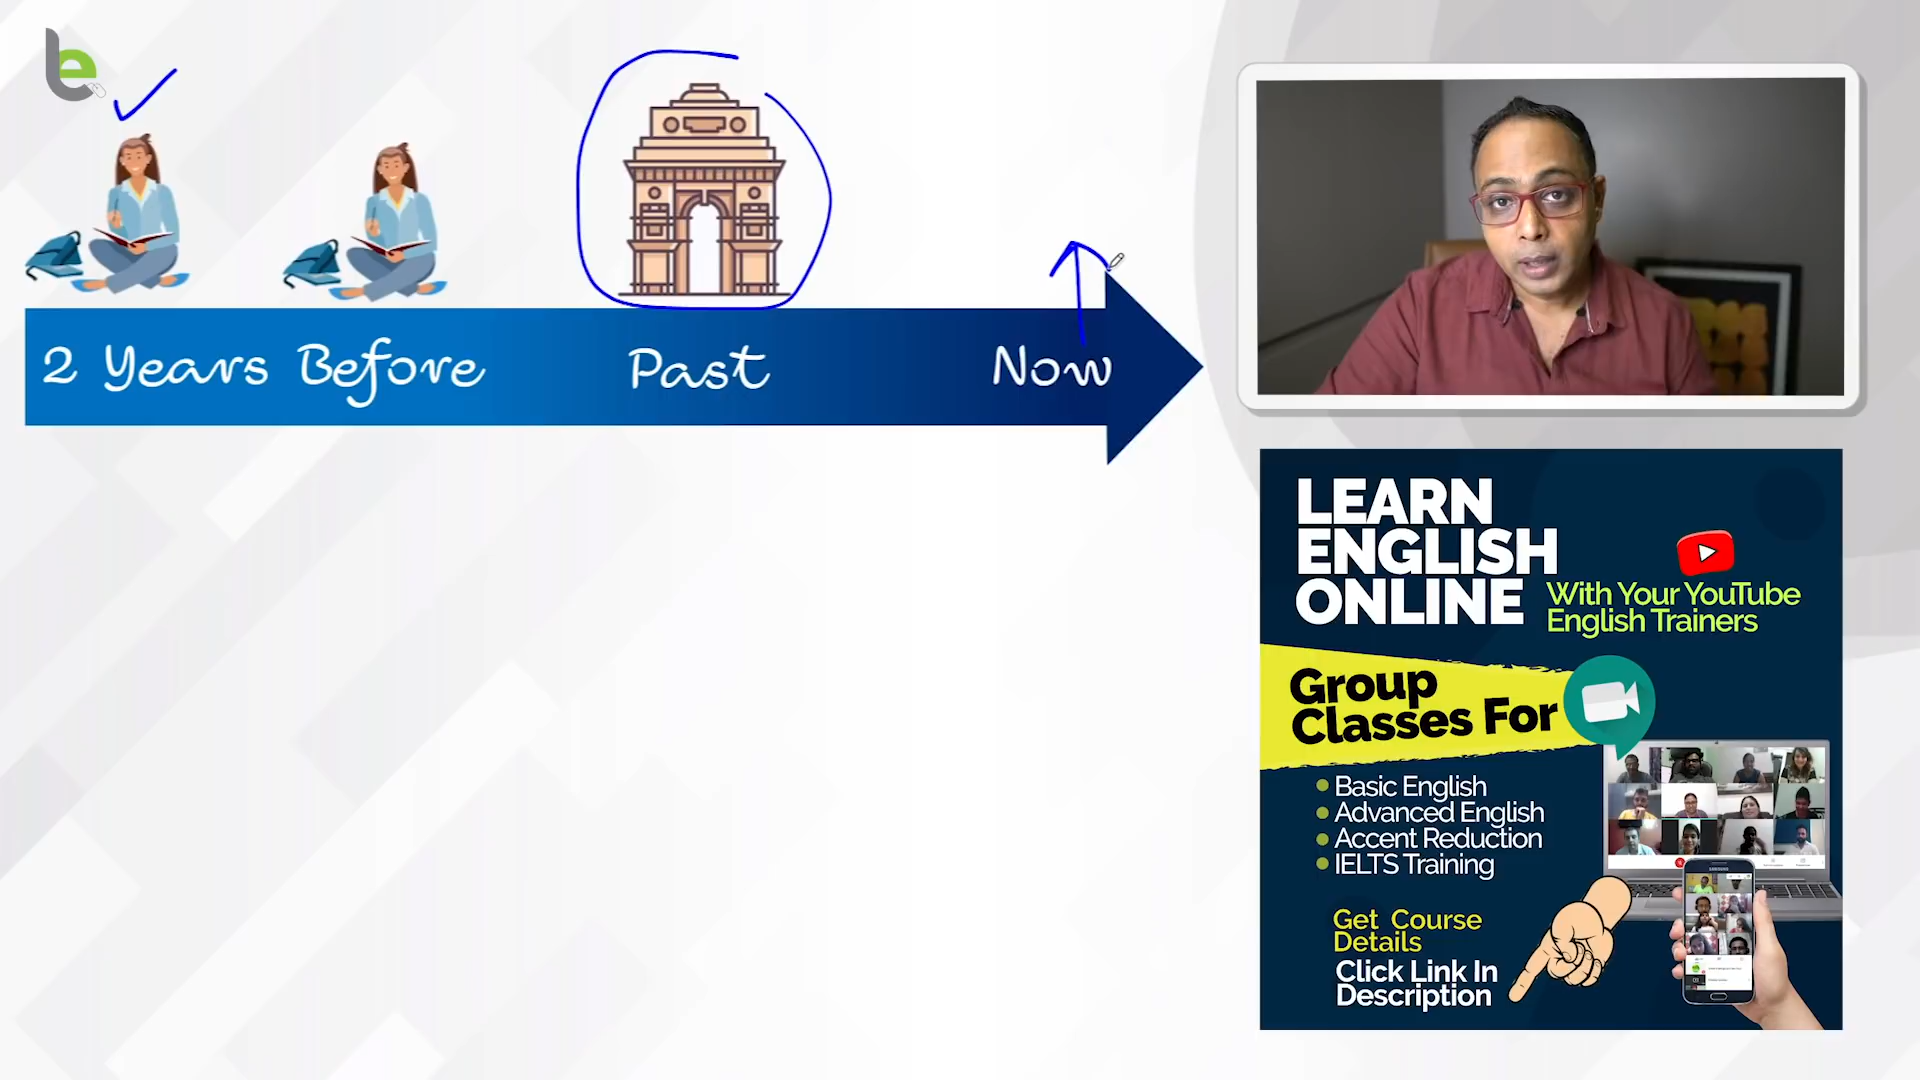 be
2 Years Before Past Now
LEARN
ENGLISH
ONLINE
With Your YouTube
English Trainers
Group
Classes For
Basic English
Advanced English
Accent Reduction
IELTS Training
Get Course
Details
Click Link In
Description